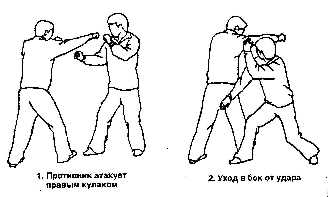 1. Противник атакует
правым кулаком
2. Уход в бок от удара